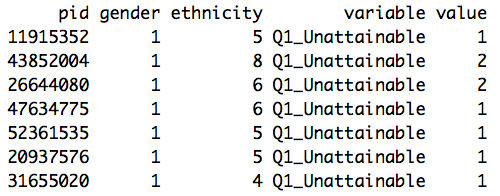 pid gender ethnicity variable value
11915352 1 5 Q1_Unattainable 1
43852004 1 8 Q1_Unattainable 2
26644080 1 6 Q1_Unattainable 2
47634775 1 6 Q1_Unattainable 1
52361535 1 5 Q1_Unattainable 1
20937576 1 5 Q1_Unattainable 1
31655020 1 4 Q1_Unattainable 1